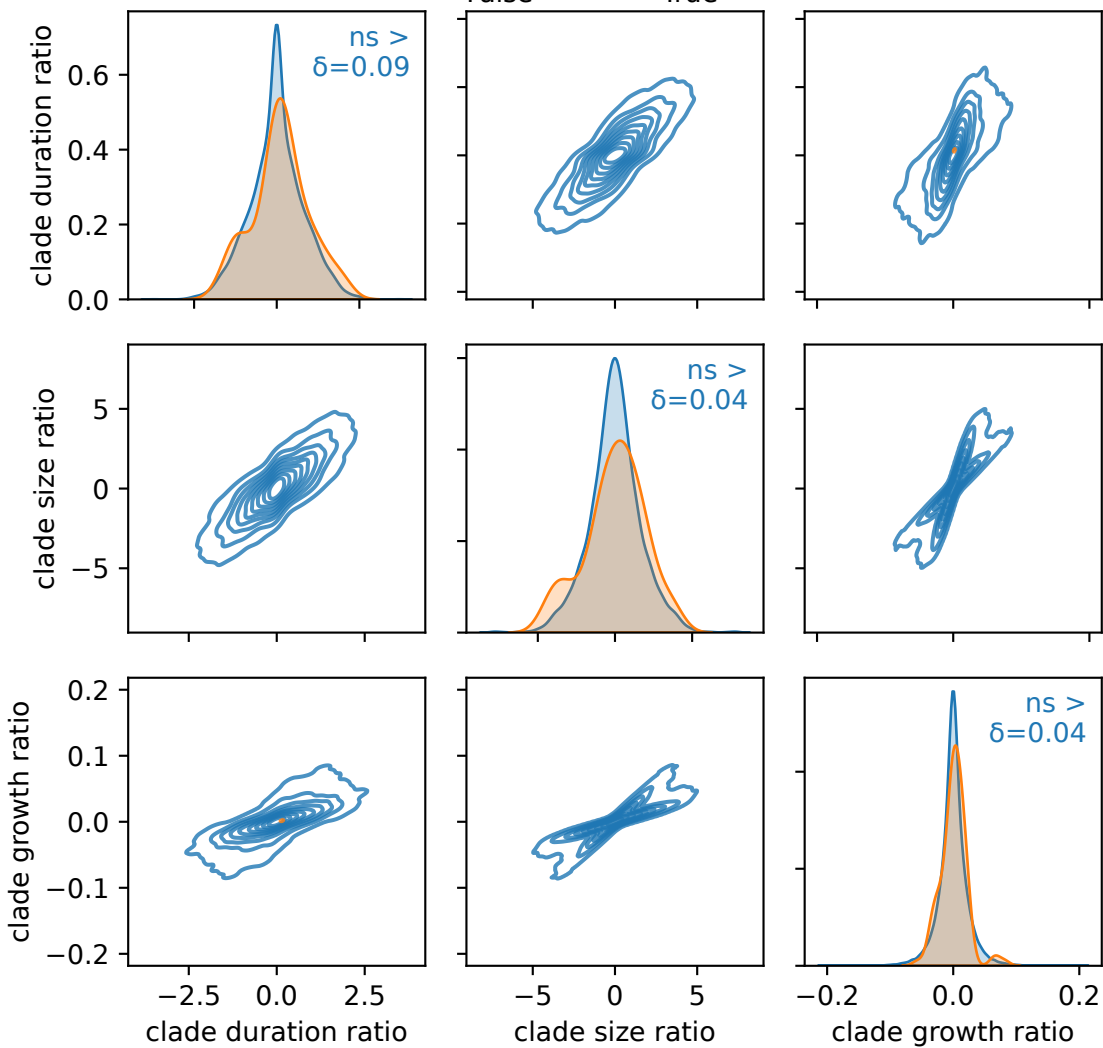 clade duration ratio
0.6
0.4
0.2
0.0
ns >
δ=0.09
clade size ratio
5
0
−5
ns >
δ=0.04
clade growth ratio
0.2
0.1
0.0
−0.1
−0.2
ns >
δ=0.04
−2.5 0.0 2.5
−5 0 5
−0.2 0.0 0.2
clade duration ratio
clade size ratio
clade growth ratio